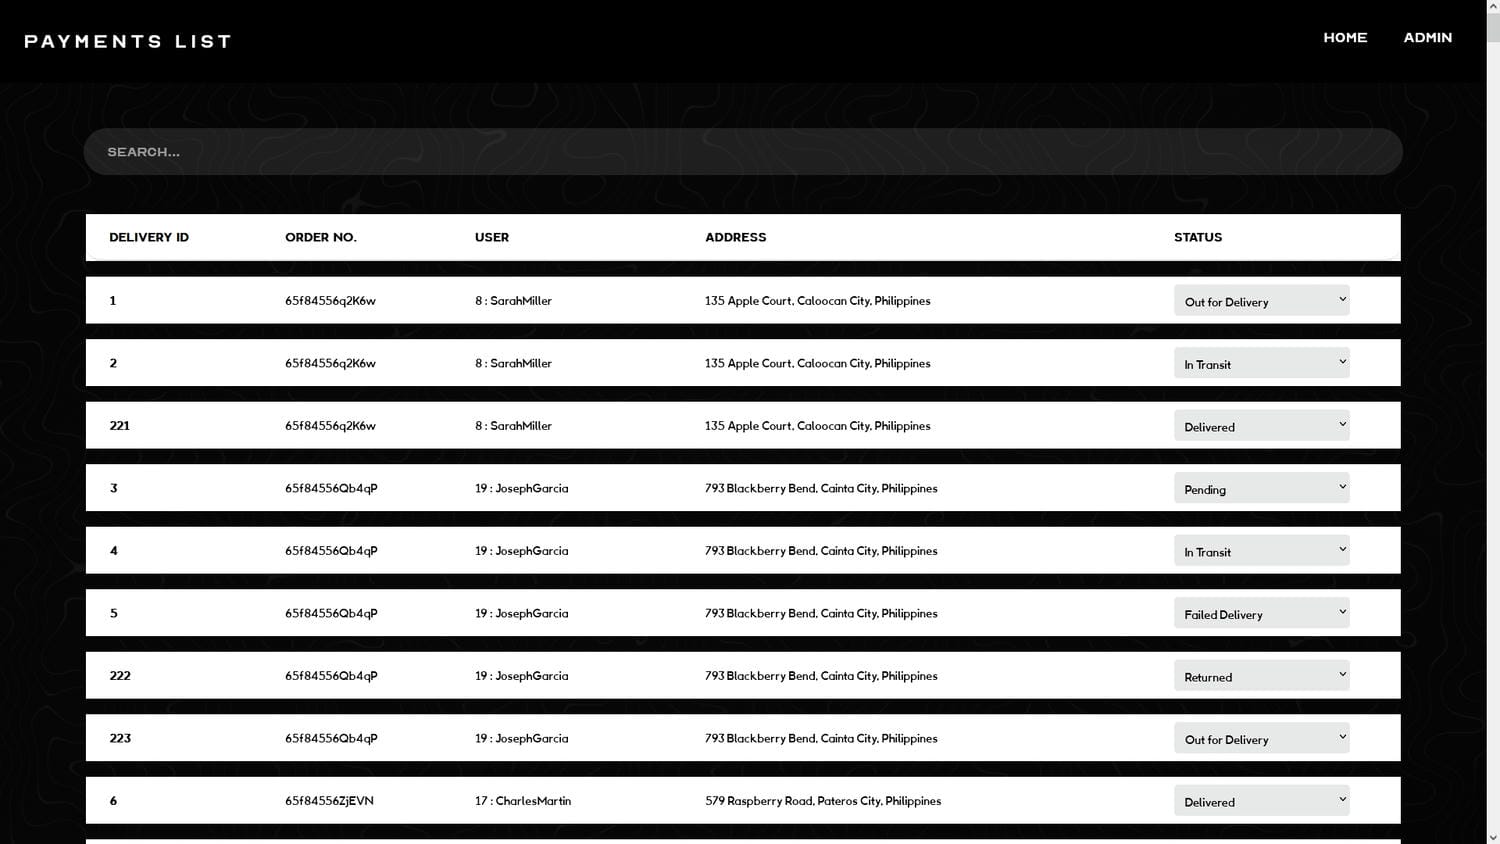 PAYMENTS LIST HOME ADMIN
SEARCH...
DELIVERY ID ORDER NO. USER ADDRESS STATUS
1 65f84556q2K6w 8 : SarahMiller 135 Apple Court, Caloocan City, Philippines Out for Delivery
2 65f84556q2K6w 8 : SarahMiller 135 Apple Court, Caloocan City, Philippines In Transit
221 65f84556q2K6w 8 : SarahMiller 135 Apple Court, Caloocan City, Philippines Delivered
3 65f84556Qb4qP 19 : JosephGarcia 793 Blackberry Bend, Cainta City, Philippines Pending
4 65f84556Qb4qP 19 : JosephGarcia 793 Blackberry Bend, Cainta City, Philippines In Transit
5 65f84556Qb4qP 19 : JosephGarcia 793 Blackberry Bend, Cainta City, Philippines Failed Delivery
222 65f84556Qb4qP 19 : JosephGarcia 793 Blackberry Bend, Cainta City, Philippines Returned
223 65f84556Qb4qP 19 : JosephGarcia 793 Blackberry Bend, Cainta City, Philippines Out for Delivery
6 65f84556ZjEVN 17 : CharlesMartin 579 Raspberry Road, Pateros City, Philippines Delivered